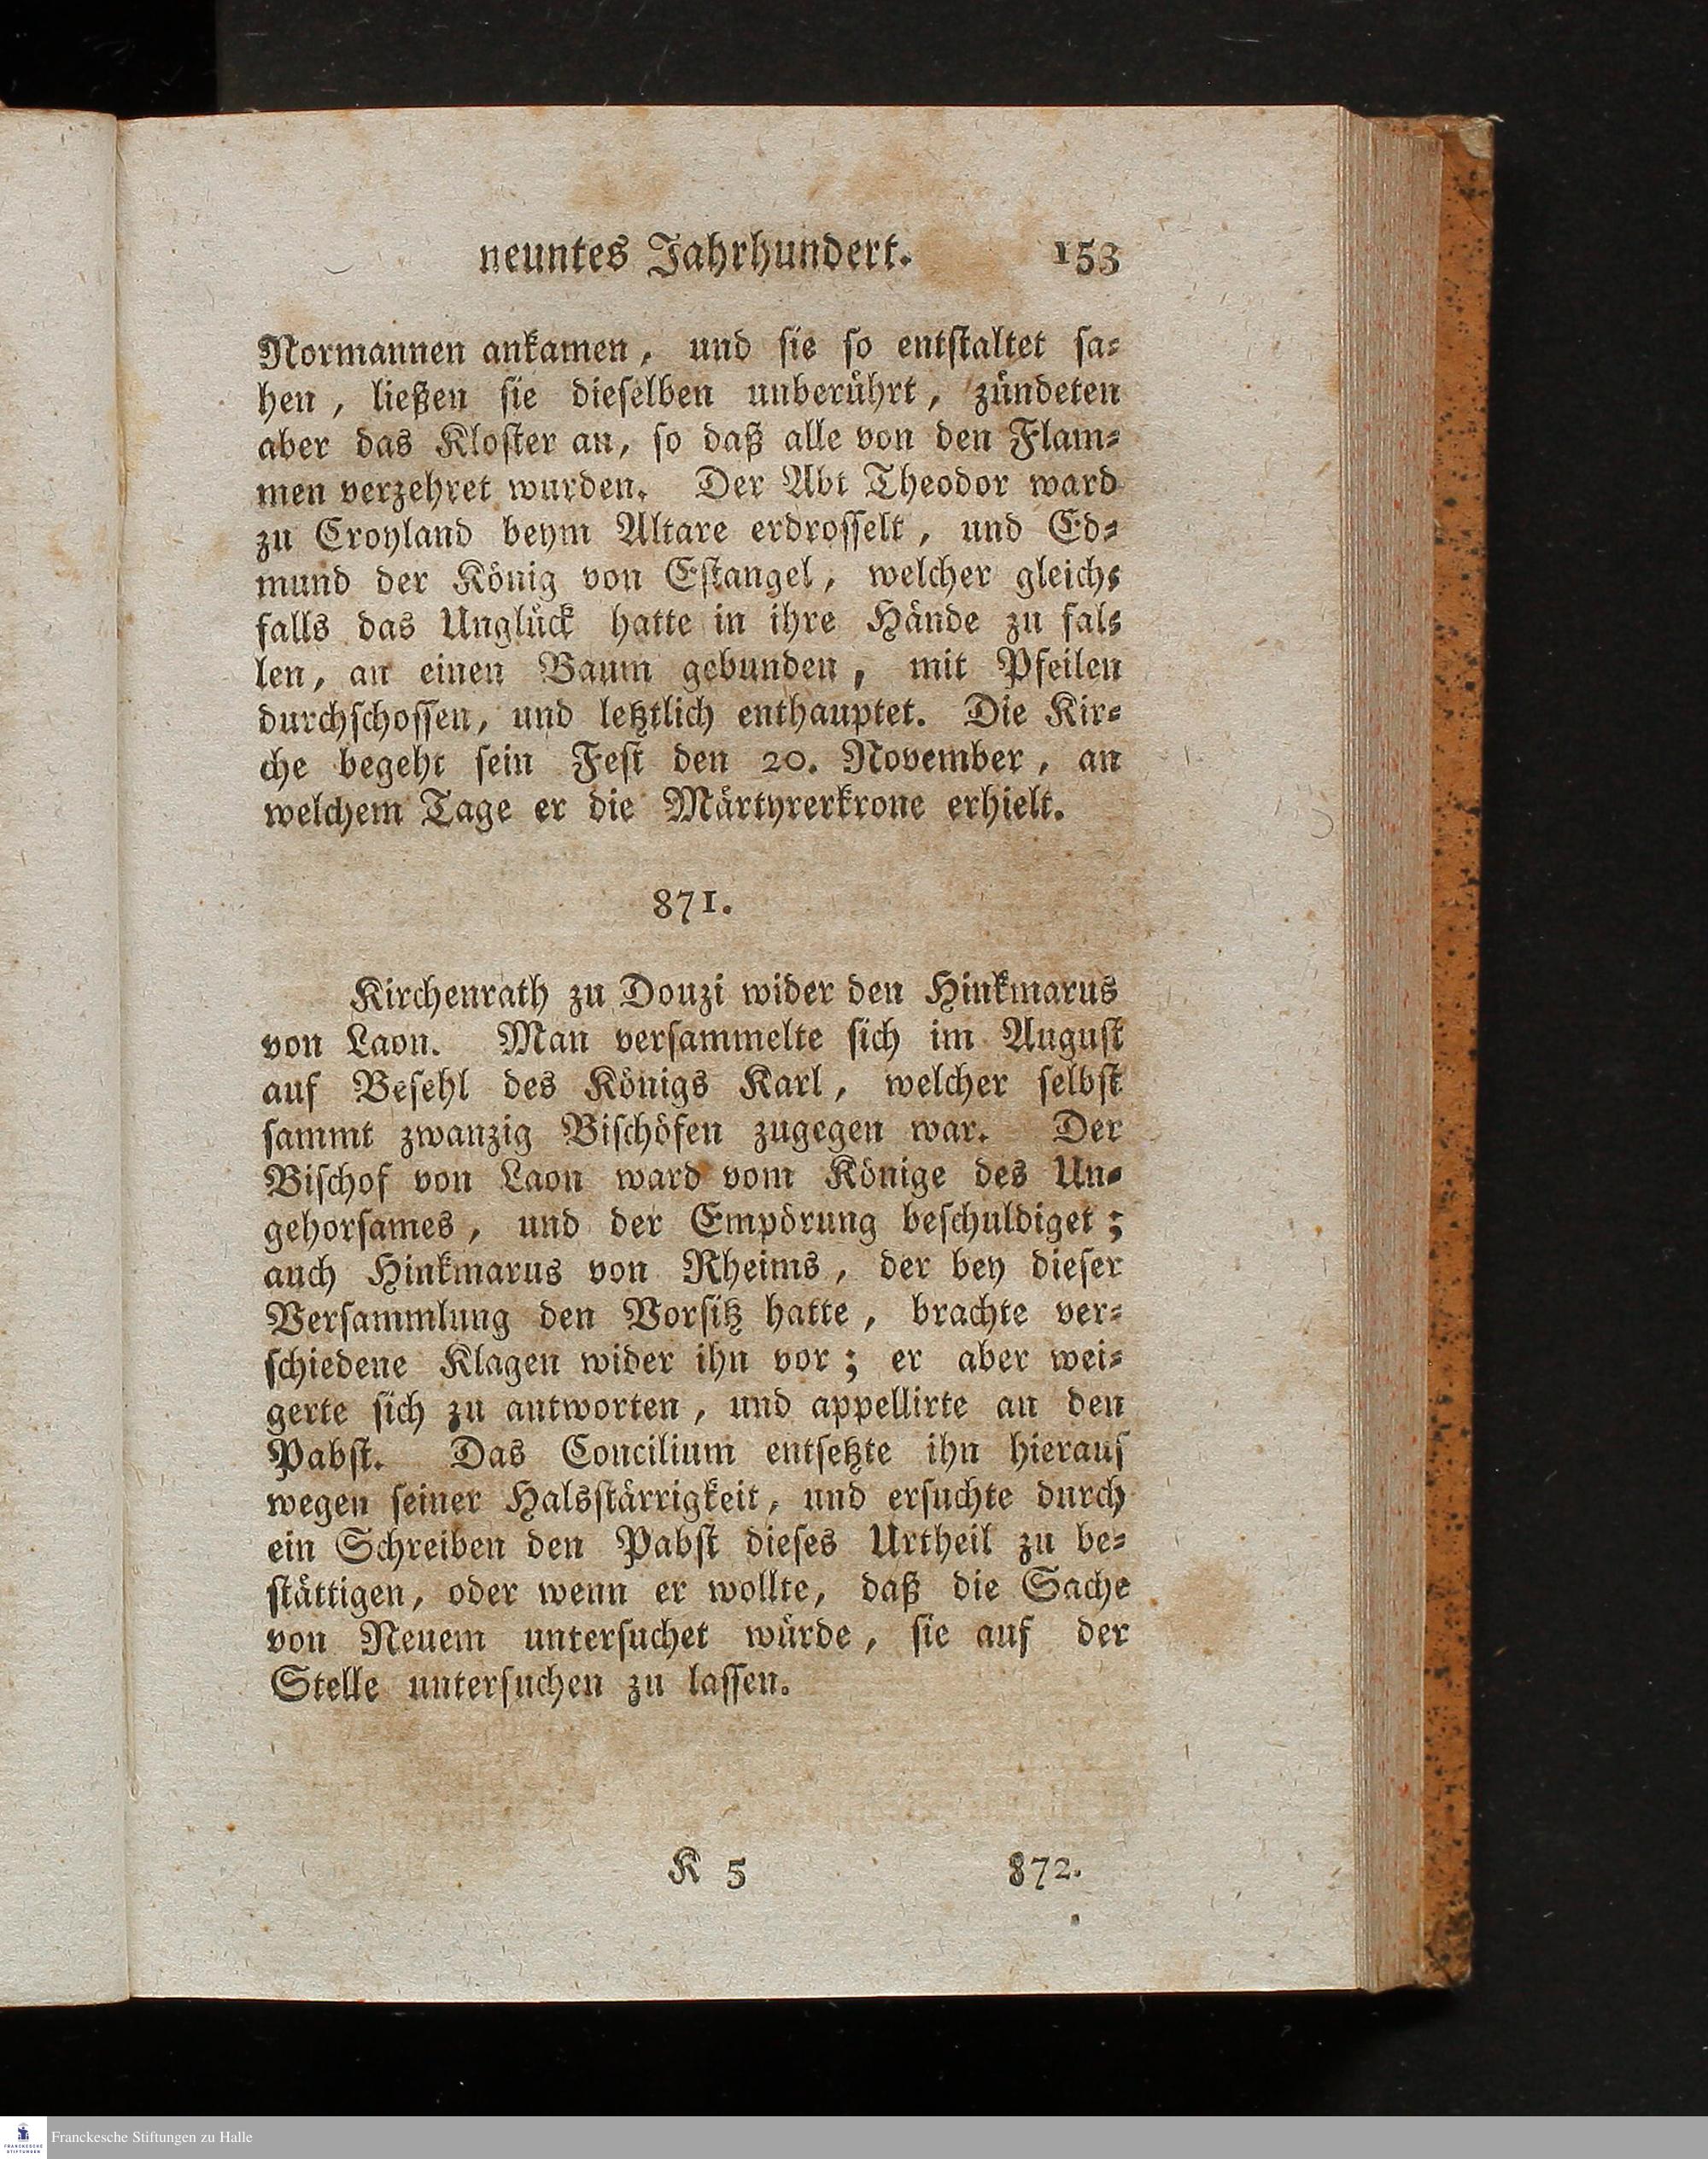 neuntes Jahrhundert. 153
Normannen ankamen, und sie so entstaltet sa-
hen, ließen sie dieselben unberührt, zündeten
aber das Kloster an, so daß alle von den Flam-
men verzehret wurden. Der Abt Theodor ward
zu Croyland beym Altare erdrosselt, und Ed-
mund der König von Estangel, welcher gleich-
falls das Unglück hatte in ihre Hände zu fal-
len, an einen Baum gebunden, mit Pfeilen
durchschossen, und letztlich enthauptet. Die Kir-
che begeht sein Fest den 20. November, an
welchem Tage er die Märtyrerkrone erhielt.
871.
Kirchenrath zu Douzi wider den Hinkmarus
von Laon. Man versammelte sich im August
auf Befehl des Königs Karl, welcher selbst
sammt zwanzig Bischöfen zugegen war. Der
Bischof von Laon ward vom Könige des Un-
gehorsames, und der Empörung beschuldiget;
auch Hinkmarus von Rheims, der bey dieser
Versammlung den Vorsitz hatte, brachte ver-
schiedene Klagen wider ihn vor; er aber wei-
gerte sich zu antworten, und appellirte an den
Pabst. Das Concilium entsetzte ihn hierauf
wegen seiner Halsstärrigkeit, und ersuchte durch
ein Schreiben den Pabst dieses Urtheil zu be-
stättigen, oder wenn er wollte, daß die Sache
von Neuem untersuchet würde, sie auf der
Stelle untersuchen zu lassen.
K 5 872.
FRANCKESCHE
STIFTUNGEN
Franckesche Stiftungen zu Halle